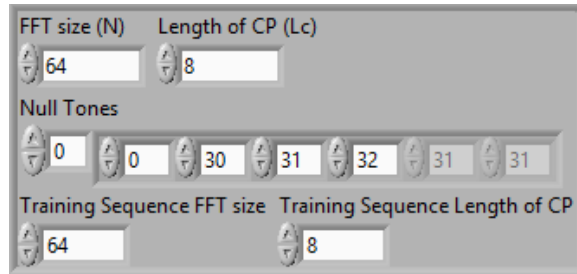 FFT size (N) Length of CP (Lc)
64 8
Null Tones
0 0 30 31 32 31 31
Training Sequence FFT size Training Sequence Length of CP
64 8